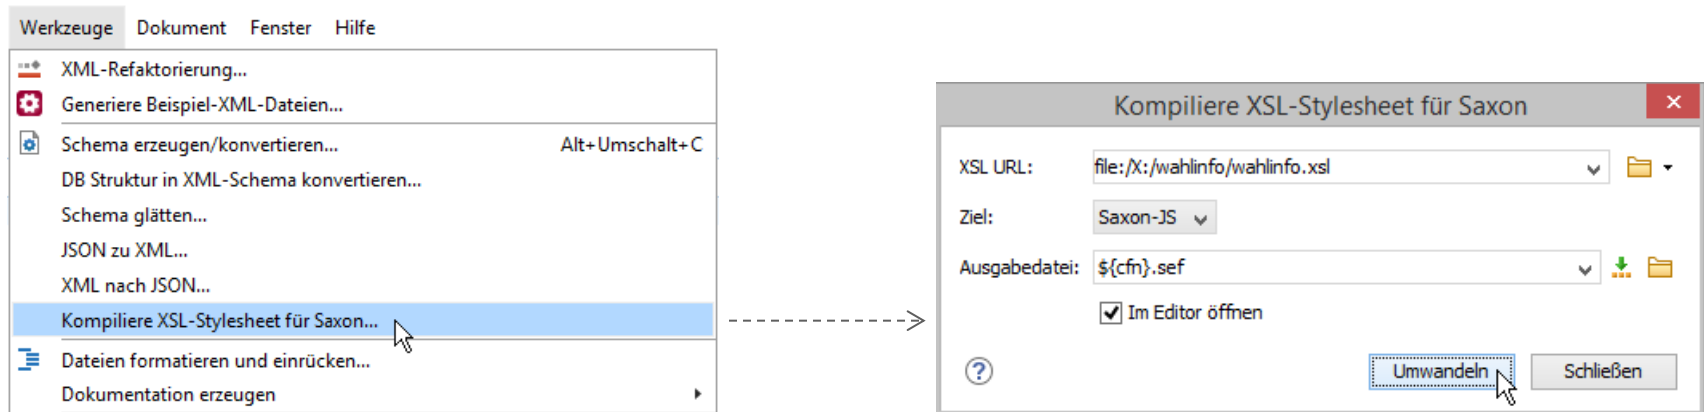 Werkzeuge Dokument Fenster Hilfe
XML-Refaktorierung...
Generiere Beispiel-XML-Dateien...
Schema erzeugen/konvertieren... Alt+Umschalt+C
DB Struktur in XML-Schema konvertieren...
Schema glätten...
JSON zu XML...
XML nach JSON...
Kompiliere XSL-Stylesheet für Saxon...
Dateien formatieren und einrücken...
Dokumentation erzeugen
Kompiliere XSL-Stylesheet für Saxon
XSL URL: file:/X:/wahlinfo/wahlinfo.xsl
Ziel: Saxon-JS
Ausgabedatei: ${cfn}.sef
Im Editor öffnen
Umwandeln Schließen